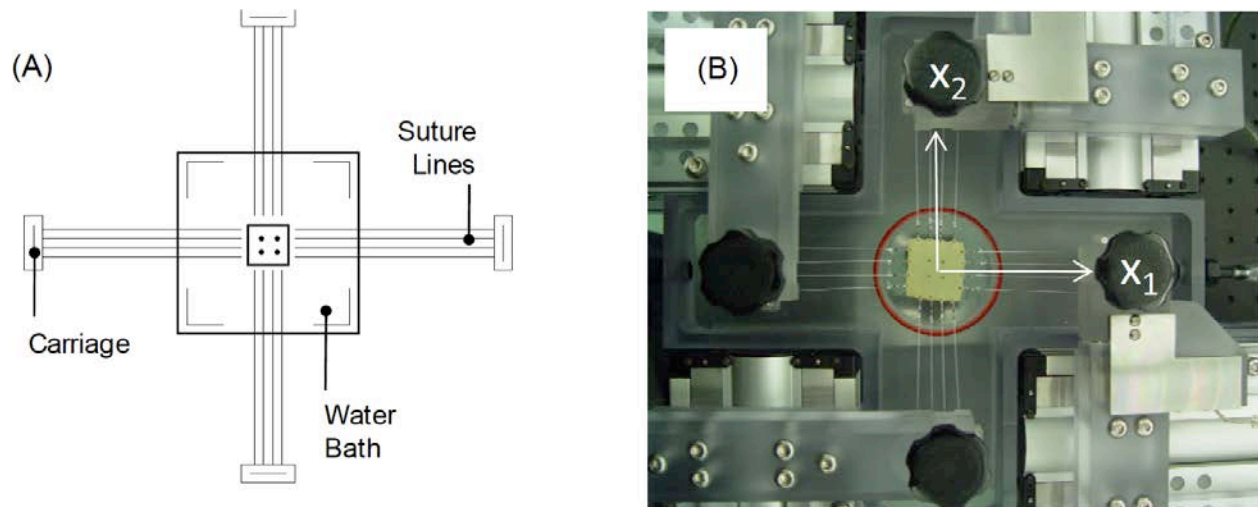 (A)
Suture
Lines
Carriage
Water
Bath
(B)
X₂
X₁